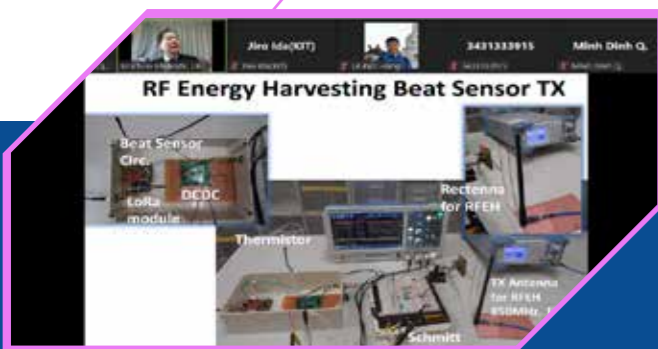 Jiro Ida(KIT)
3431333915
Minh Dinh Q.
RF Energy Harvesting Beat Sensor TX
Beat Sensor
Circ.
LoRa
module
DCDC
Thermistor
Rectenna
for RFEH
TX Antenna
for RFEH
850MHz,
Schmitt